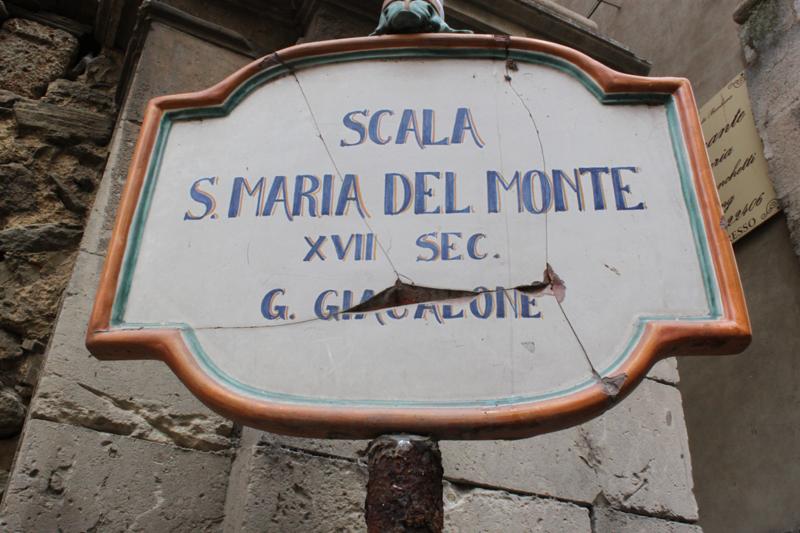 SCALA
S. MARIA DEL MONTE
XVII SEC.
G. GIACALONE